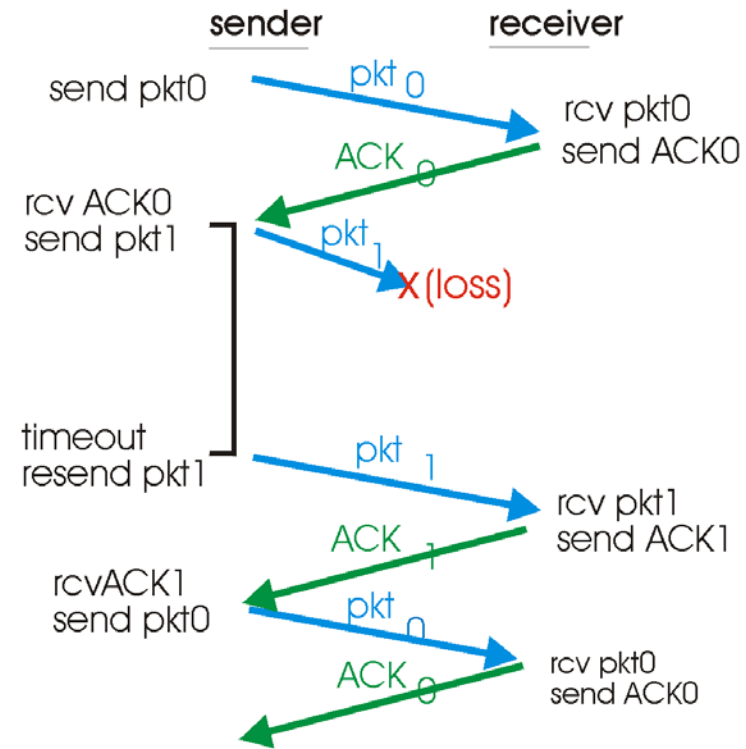 sender
receiver
send pkt0
pkt 0
rcv pkt0
send ACK0
ACK 0
rcv ACK0
send pkt1
pkt 1
X (loss)
timeout
resend pkt1
pkt 1
rcv pkt1
send ACK1
ACK 1
rcvACK1
send pkt0
pkt 0
rcv pkt0
send ACK0
ACK 0